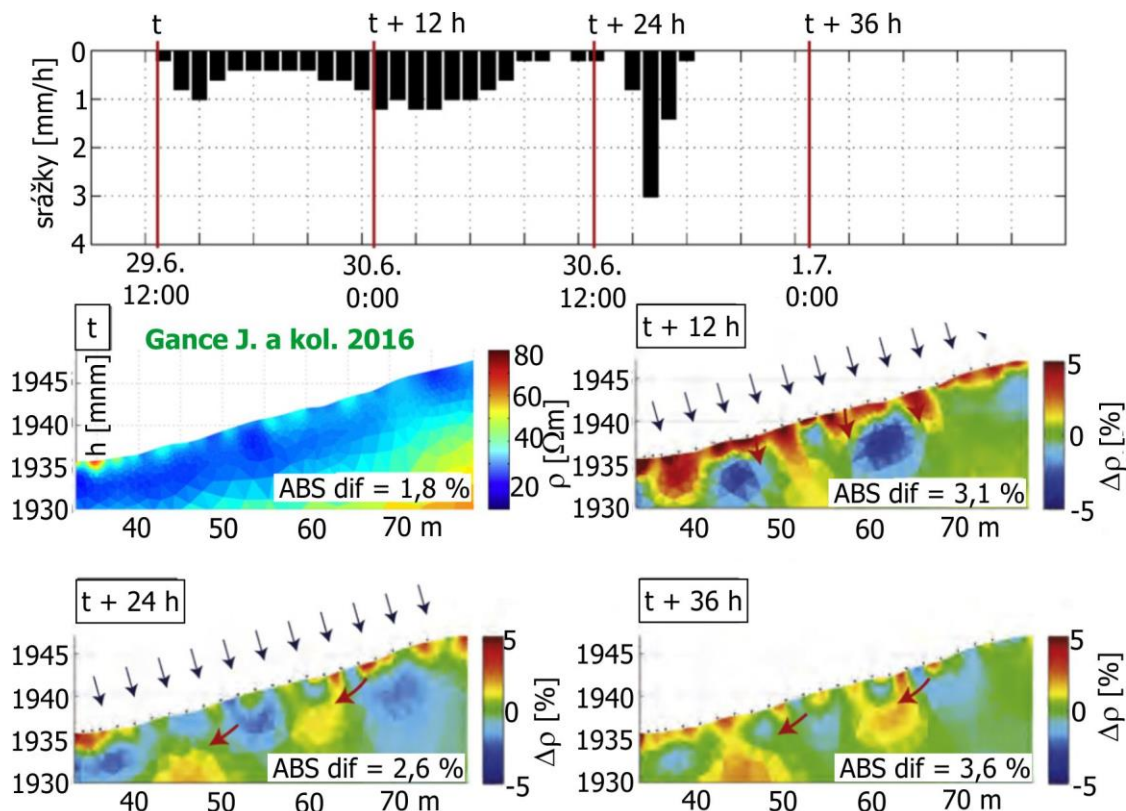 t
t + 12 h
t + 24 h
t + 36 h
srážky [mm/h]
0
1
2
3
4
29.6.
12:00
30.6.
0:00
30.6.
12:00
1.7.
0:00
t
Gance J. a kol. 2016
h [mmm]
1945
1940
1935
1930
ABS dif = 1,8 %
40 50 60 70 m
80
60
40
20
ρ [Ωm]
t + 12 h
1945
1940
1935
1930
ABS dif = 3,1 %
40 50 60 70 m
5
0
-5
Δρ [%]
t + 24 h
1945
1940
1935
1930
ABS dif = 2,6 %
40 50 60 70 m
5
0
-5
Δρ [%]
t + 36 h
1945
1940
1935
1930
ABS dif = 3,6 %
40 50 60 70 m
5
0
-5
Δρ [%]